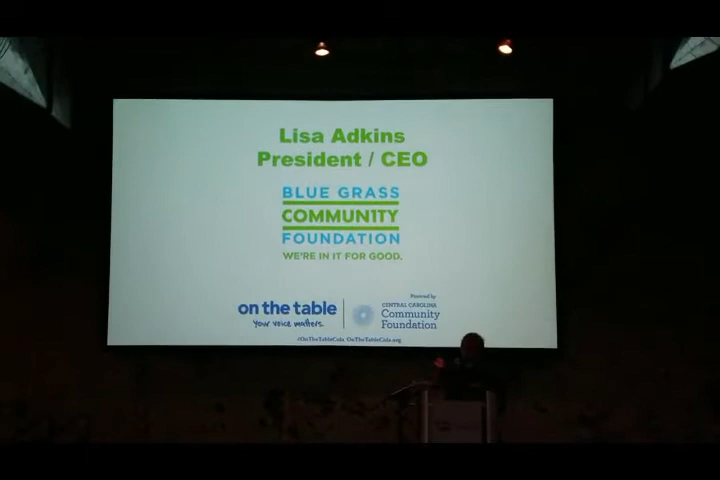 Lisa Adkins
President / CEO
BLUE GRASS
COMMUN1TY
FOUNDATION
WE'RE IN IT FOR GOOD.
on the table
your voice matters.
Powered by
CENTRAL CAROLINA
Community
Foundation
#OnTheTableCola OnTheTableCola.org